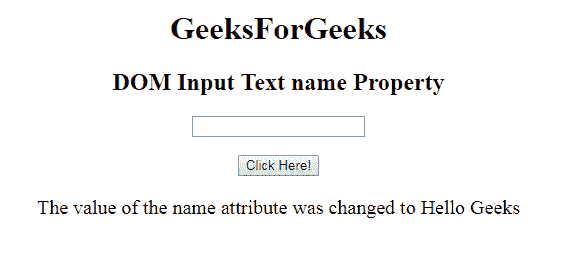 GeeksForGeeks
DOM Input Text name Property
Click Here!
The value of the name attribute was changed to Hello Geeks